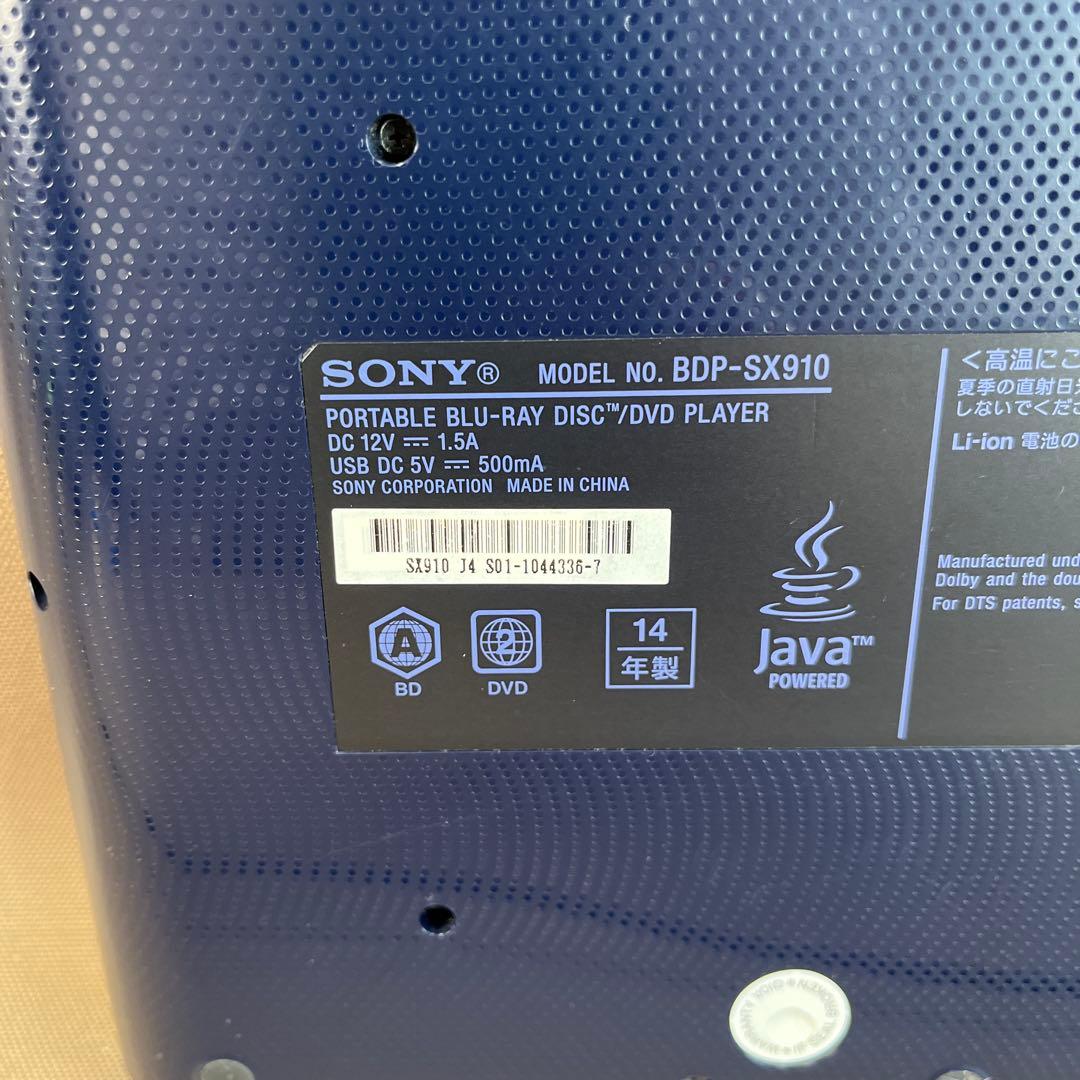 SONY® MODEL NO. BDP-SX910
PORTABLE BLU-RAY DISC™/DVD PLAYER
DC 12V ⎓ 1.5A
USB DC 5V ⎓ 500mA
SONY CORPORATION MADE IN CHINA
SX910 J4 S01-1044336-7
A
BD
2
DVD
14
年製
Java™
POWERED
<高温にこ
夏季の直射日
しないでくだ
Li-ion 電池の
Manufactured und
Dolby and the dou
For DTS patents, s